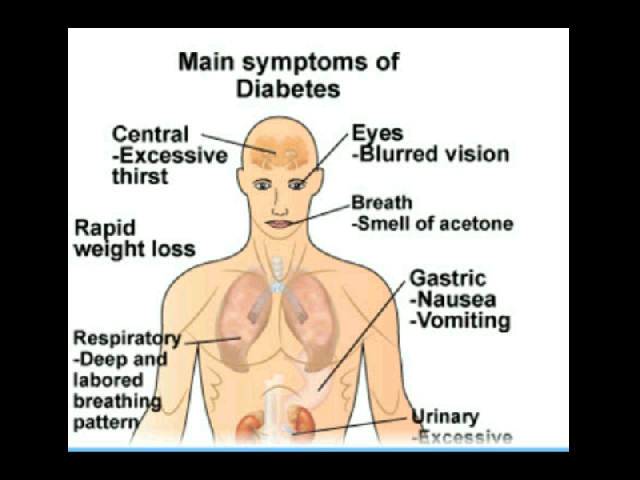 Main symptoms of
Diabetes
Central
-Excessive
thirst
Eyes
-Blurred vision
Breath
-Smell of acetone
Rapid
weight loss
Gastric
-Nausea
-Vomiting
Respiratory
-Deep and
labored
breathing
pattern
Urinary
-Excessive